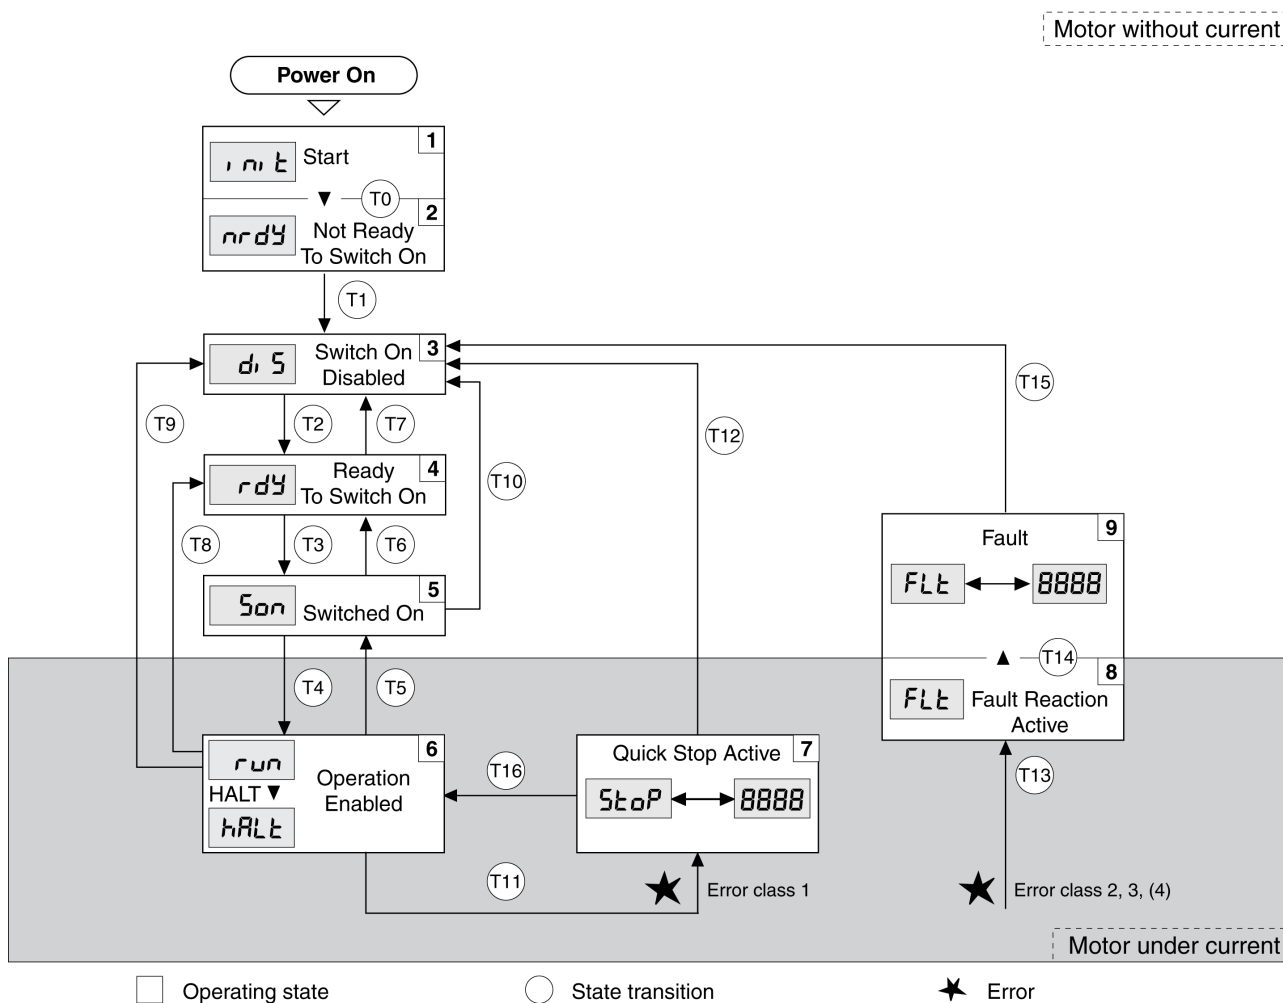 Motor without current
Power On
1
init
Start
T0
2
nrdy
Not Ready
To Switch On
T1
3
diS
Switch On
Disabled
T15
T9
T2
T7
T12
4
rdy
Ready
To Switch On
T10
T8
T3
T6
9
Fault
FLt
8888
5
Son
Switched On
T14
8
FLt
Fault Reaction
Active
T4
T5
6
run
HALT
hALt
Operation
Enabled
T16
7
Quick Stop Active
StoP
8888
T13
T11
Error class 1
Error class 2, 3, (4)
Motor under current
Operating state
State transition
Error